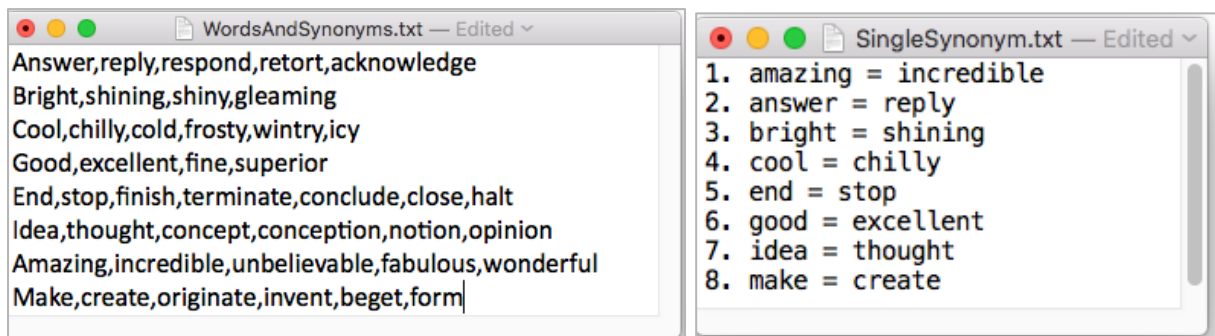 WordsAndSynonyms.txt — Edited
Answer,reply,respond,retort,acknowledge
Bright,shining,shiny,gleaming
Cool,chilly,cold,frosty,wintry,icy
Good,excellent,fine,superior
End,stop,finish,terminate,conclude,close,halt
Idea,thought,concept,conception,notion,opinion
Amazing,incredible,unbelievable,fabulous,wonderful
Make,create,originate,invent,beget,form
SingleSynonym.txt — Edited
1. amazing = incredible
2. answer = reply
3. bright = shining
4. cool = chilly
5. end = stop
6. good = excellent
7. idea = thought
8. make = create